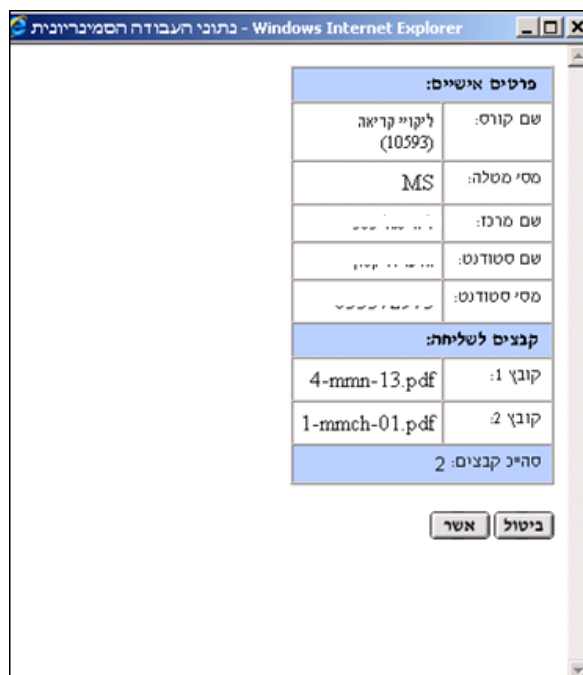 נתוני העבודה הסמינריונית - Windows Internet Explorer
פרטים אישיים:
שם קורס: ליקויי קריאה
(10593)
מס' מטלה: MS
שם מרכז:
שם סטודנט:
מס' סטודנט:
קבצים לשליחה:
קובץ 1: 4-mmn-13.pdf
קובץ 2: 1-mmch-01.pdf
סה"כ קבצים: 2
ביטול אשר